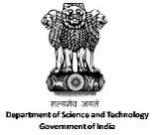 सत्यमेव जयते
Department of Science and Technology
Government of India